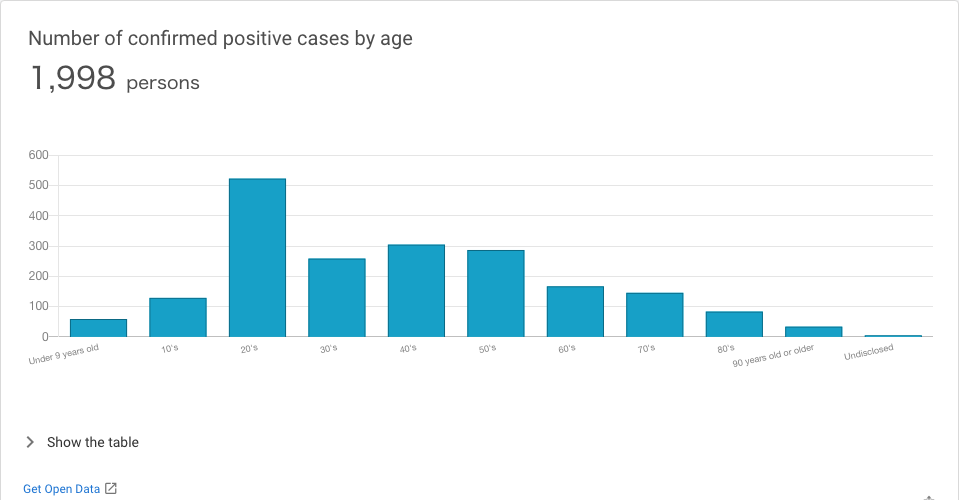 Number of confirmed positive cases by age
1,998 persons
600
500
400
300
200
100
0
Under 9 years old
10's
20's
30's
40's
50's
60's
70's
80's
90 years old or older
Undisclosed
Show the table
Get Open Data